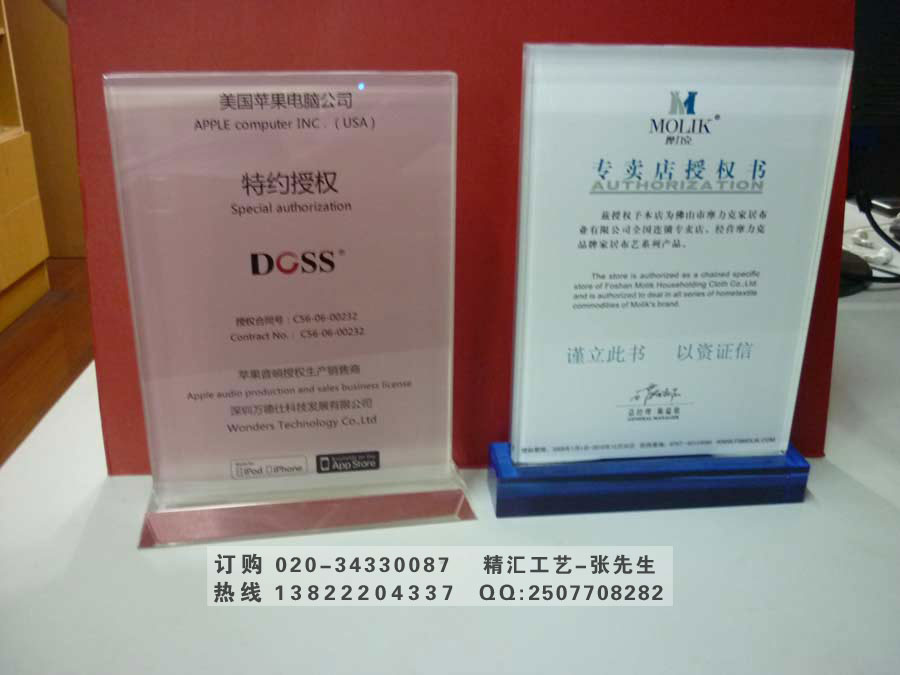 美国苹果电脑公司
APPLE computer INC . ( USA )
特约授权
Special authorization
DOSS®
授权合同号：C56-06-00232
Contract No.： C56-06-00232
苹果音响授权生产销售商
Apple audio production and sales business license
深圳万德仕科技发展有限公司
Wonders Technology Co.,Ltd
iPod iPhone
App Store
MOLIK®
摩力克
专卖店授权书
AUTHORIZATION
兹授权予本店为佛山市摩力克家居布
业有限公司全国连锁专卖店，经营摩力克
品牌家居布艺系列产品。
The store is authorized as a chained specific
store of Foshan Molik Householding Cloth Co.,Ltd.
and is authorized to deal in all series of hometextile
commodities of Molik's brand.
谨立此书 以资证信
总经理
GENERAL MANAGER
订购 020-34330087 精汇工艺-张先生
热线 13822204337 QQ:2507708282